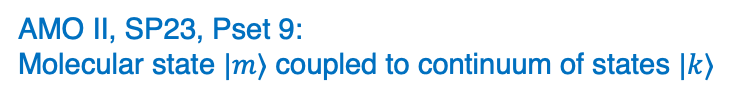 AMO II, SP23, Pset 9:
Molecular state |𝑚⟩ coupled to continuum of states |𝑘⟩